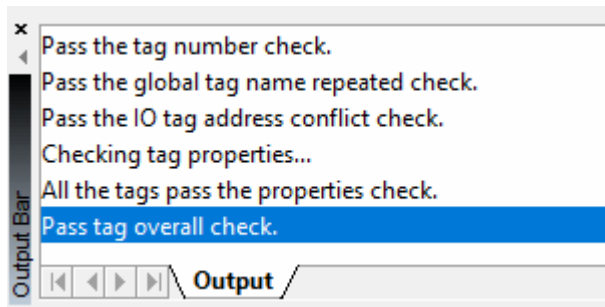 Pass the tag number check.
Pass the global tag name repeated check.
Pass the IO tag address conflict check.
Checking tag properties...
All the tags pass the properties check.
Pass tag overall check.
Output Bar
Output